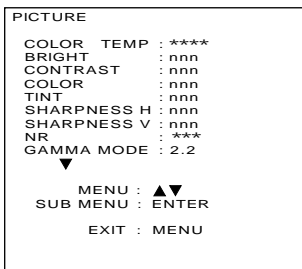 PICTURE
COLOR TEMP : ****
BRIGHT : nnn
CONTRAST : nnn
COLOR : nnn
TINT : nnn
SHARPNESS H : nnn
SHARPNESS V : nnn
NR : ***
GAMMA MODE : 2.2
▼
MENU : ▲▼
SUB MENU : ENTER
EXIT : MENU